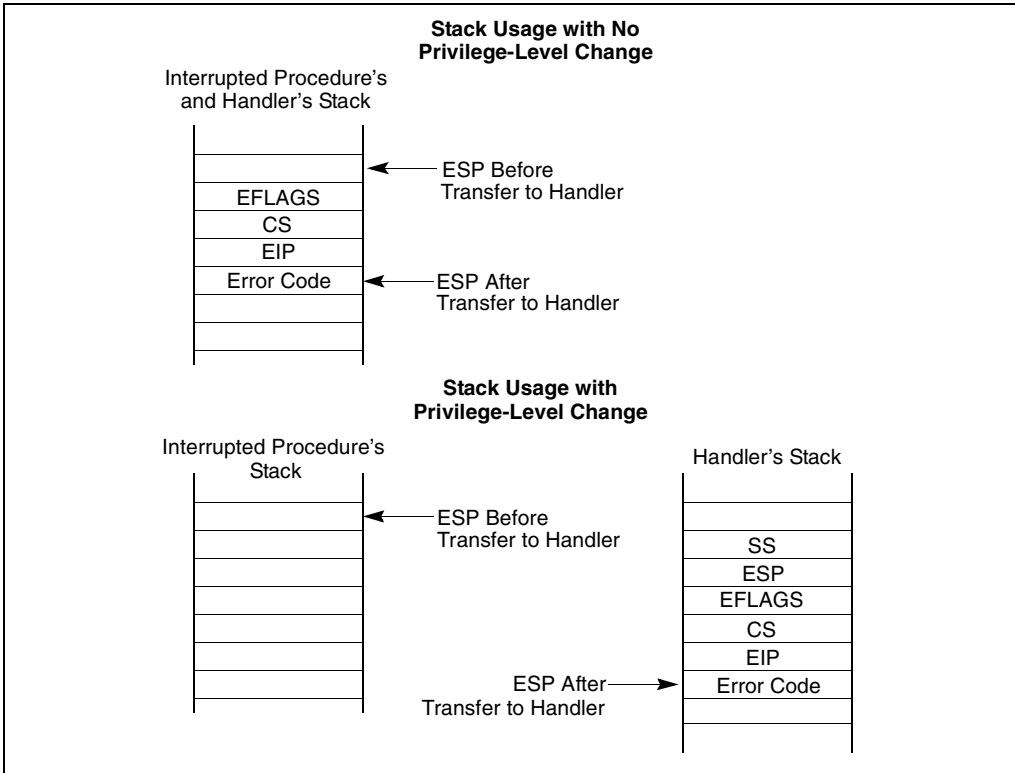 Stack Usage with No
Privilege-Level Change
Interrupted Procedure's
and Handler's Stack
ESP Before
Transfer to Handler
EFLAGS
CS
EIP
Error Code
ESP After
Transfer to Handler
Stack Usage with
Privilege-Level Change
Interrupted Procedure's
Stack
Handler's Stack
ESP Before
Transfer to Handler
SS
ESP
EFLAGS
CS
EIP
ESP After
Transfer to Handler
Error Code